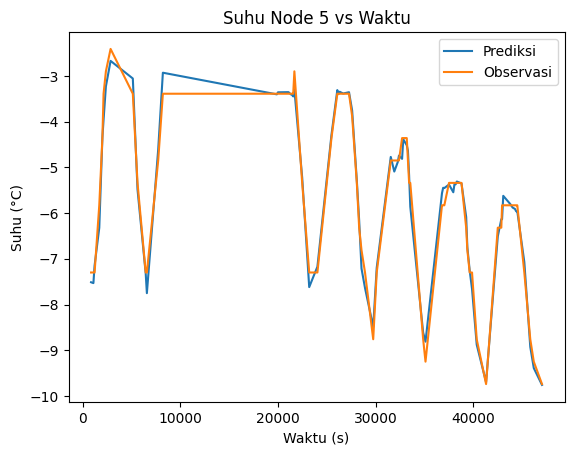 Suhu Node 5 vs Waktu
Prediksi
Observasi
Suhu (°C)
−3
−4
−5
−6
−7
−8
−9
−10
0
10000
20000
30000
40000
Waktu (s)